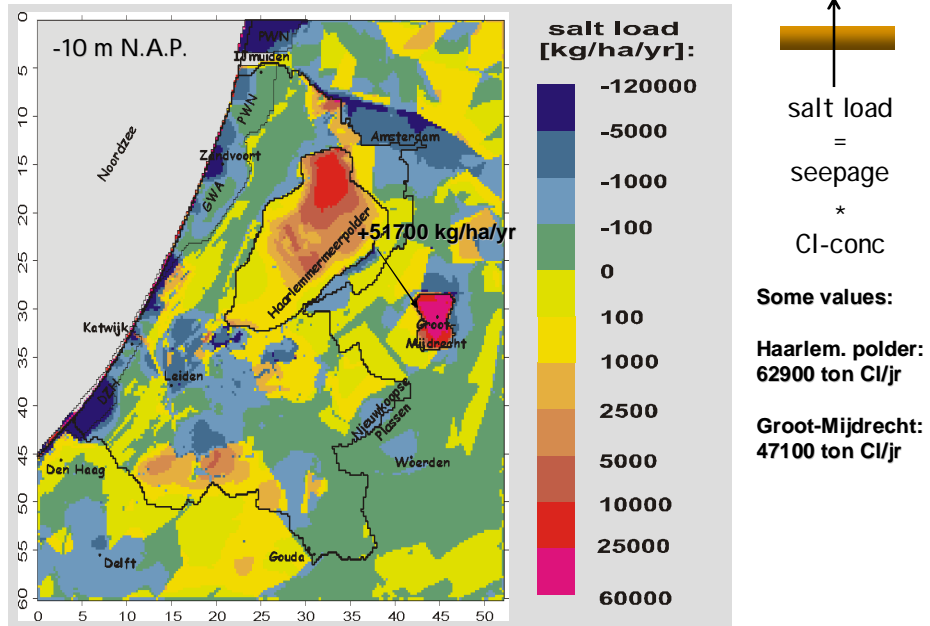 -10 m N.A.P.
PWN
IJmuiden
PWN
Noordzee
Zandvoort
GWA
Amsterdam
Haarlemmermeerpolder
+51700 kg/ha/yr
Groot-
Mijdrecht
Katwijk
Leiden
DZH
Nieuwkoopse
Plassen
Woerden
Den Haag
Delft
Gouda
0
5
10
15
20
25
30
35
40
45
50
55
60
0 5 10 15 20 25 30 35 40 45 50
salt load
[kg/ha/yr]:
-120000
-5000
-1000
-100
0
100
1000
2500
5000
10000
25000
60000
salt load
=
seepage
*
Cl-conc
Some values:
Haarlem. polder:
62900 ton Cl/jr
Groot-Mijdrecht:
47100 ton Cl/jr